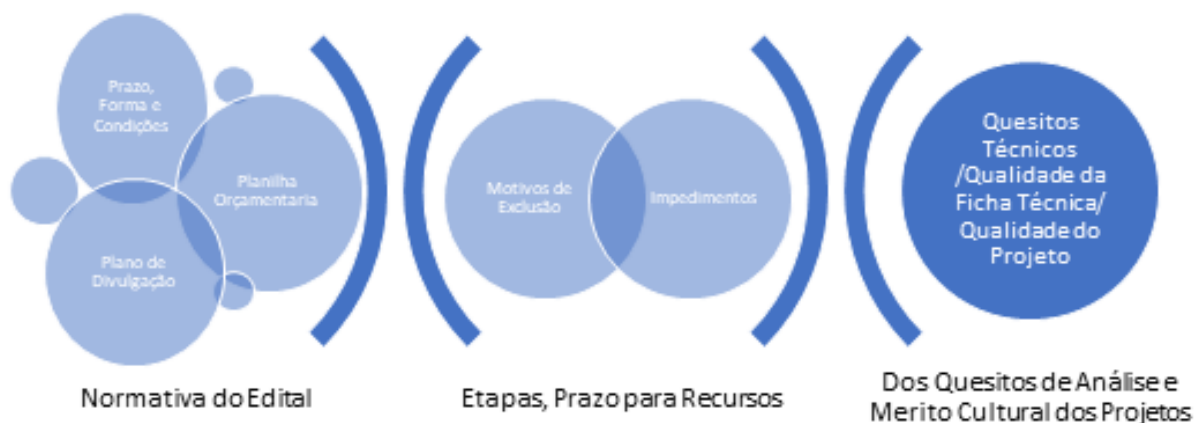 Prazo,
Forma e
Condições
Planilha
Orçamentaria
Plano de
Divulgação
Normativa do Edital
Motivos de
Exclusão
Impedimentos
Etapas, Prazo para Recursos
Quesitos
Técnicos
/Qualidade da
Ficha Técnica/
Qualidade do
Projeto
Dos Quesitos de Análise e
Merito Cultural dos Projetos